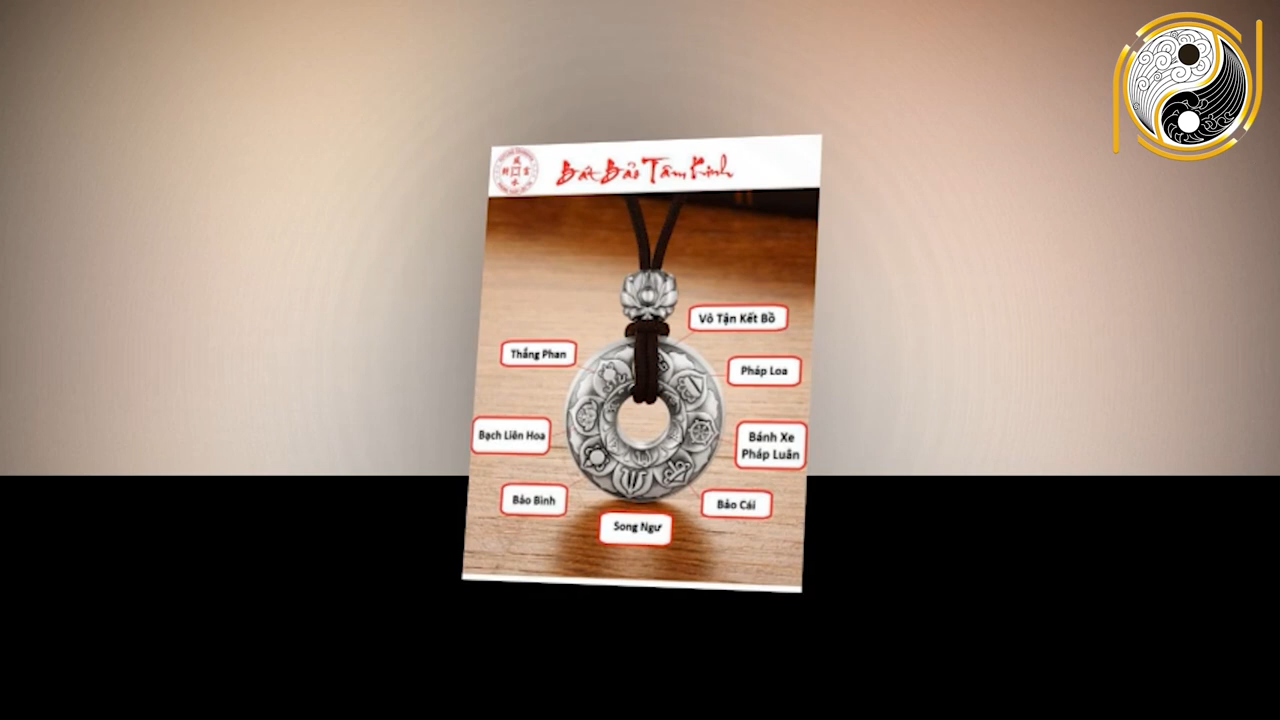 Bát Bảo Tâm Kinh
Vô Tận Kết Bồ
Thắng Phan
Pháp Loa
Bạch Liên Hoa
Bánh Xe
Pháp Luân
Bảo Bình
Bảo Cái
Song Ngư